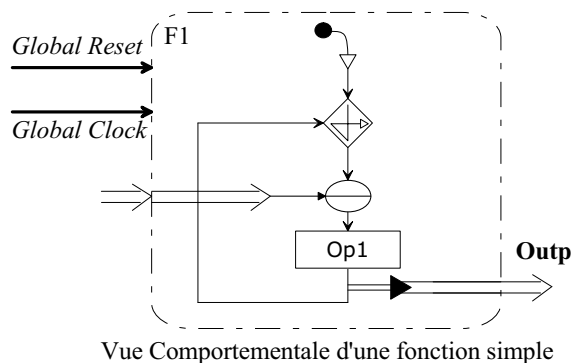 Global Reset
F1
Global Clock
Op1
Outp
Vue Comportementale d'une fonction simple